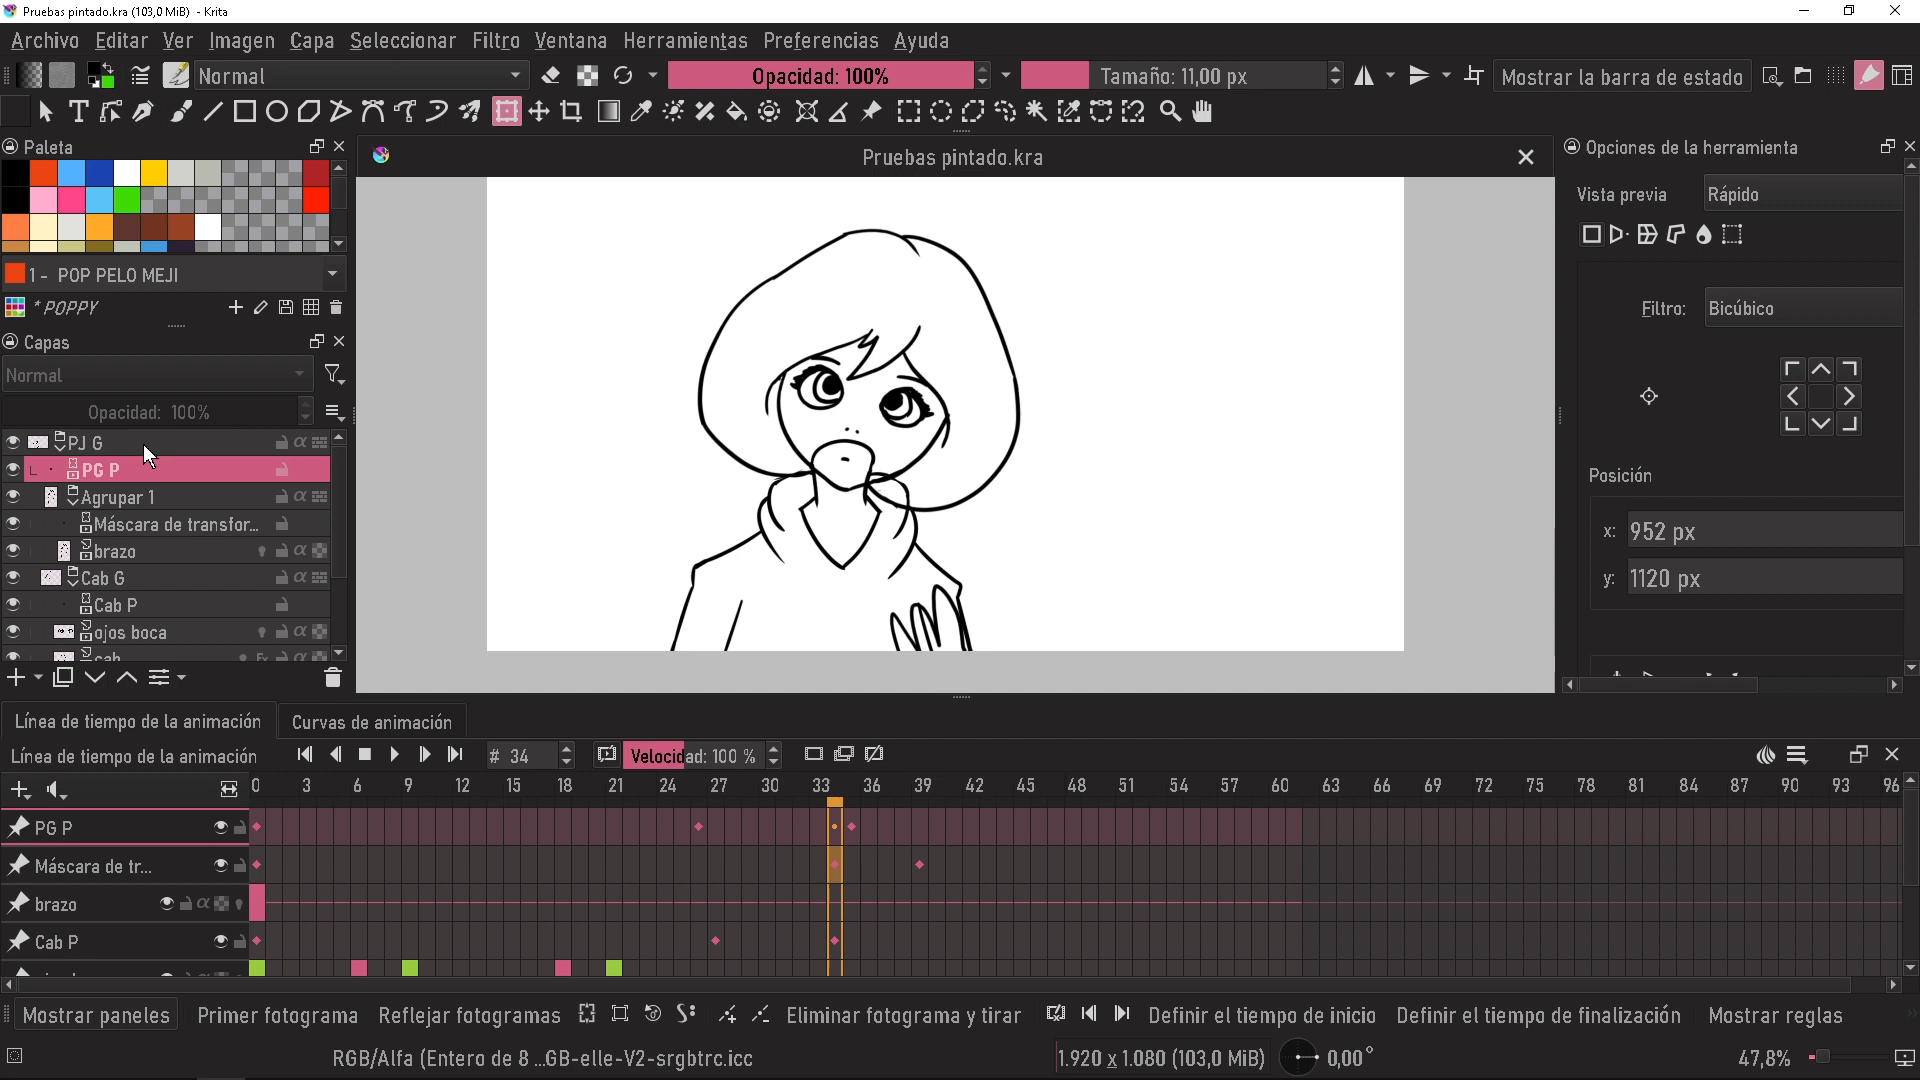 Pruebas pintado.kra (103,0 MiB) - Krita
Archivo Editar Ver Imagen Capa Seleccionar Filtro Ventana Herramientas Preferencias Ayuda
Normal Opacidad: 100% Tamaño: 11,00 px Mostrar la barra de estado
Paleta
Pruebas pintado.kra
Opciones de la herramienta
Vista previa Rápido
1 - POP PELO MEJI
* POPPY
Filtro: Bicúbico
Capas
Normal
Opacidad: 100%
PJ G
PG P
Agrupar 1
Máscara de transfor...
brazo
Cab G
Cab P
ojos boca
cab
Fx
Posición
x: 952 px
y: 1120 px
Línea de tiempo de la animación Curvas de animación
Línea de tiempo de la animación # 34 Velocidad: 100 %
0 3 6 9 12 15 18 21 24 27 30 33 36 39 42 45 48 51 54 57 60 63 66 69 72 75 78 81 84 87 90 93 96
PG P
Máscara de tr...
brazo
Cab P
Mostrar paneles Primer fotograma Reflejar fotogramas Eliminar fotograma y tirar Definir el tiempo de inicio Definir el tiempo de finalización Mostrar reglas
RGB/Alfa (Entero de 8 ...GB-elle-V2-srgbtrc.icc 1.920 x 1.080 (103,0 MiB) 0,00° 47,8%